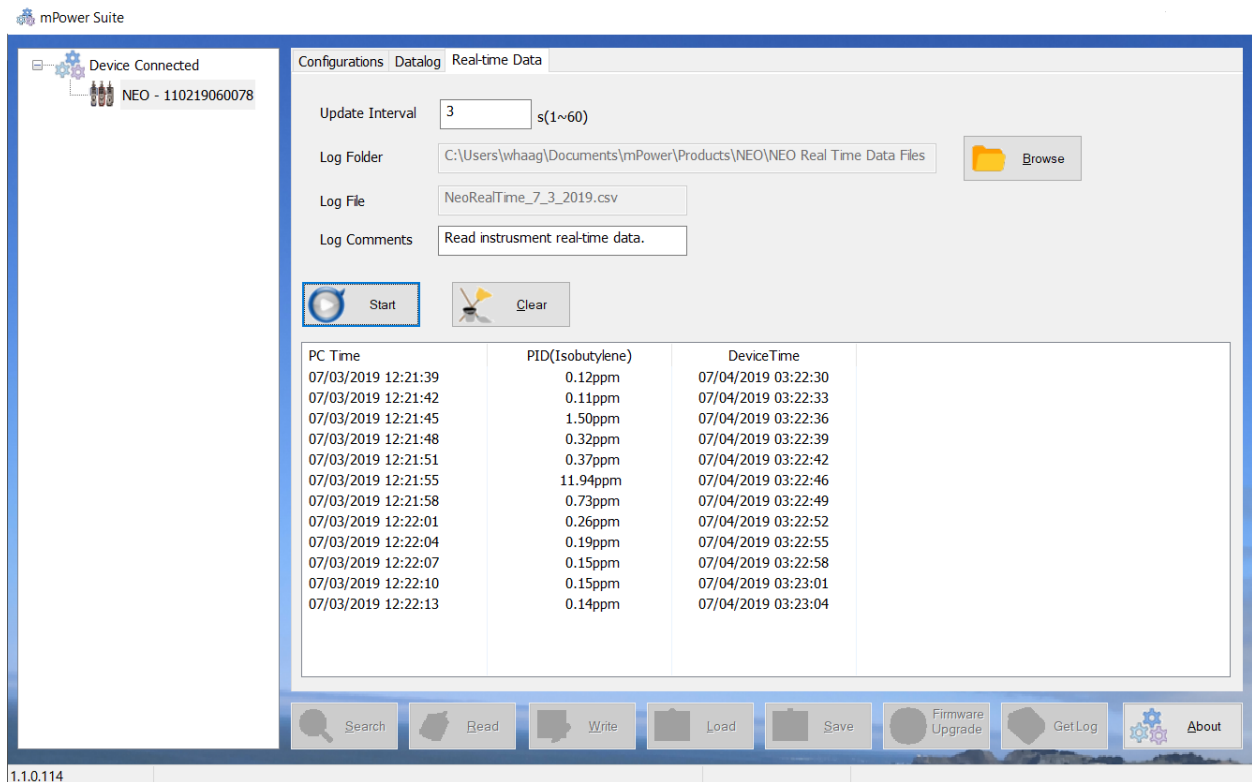 mPower Suite
Device Connected
NEO - 110219060078
Configurations Datalog Real-time Data
Update Interval 3 s(1~60)
Log Folder C:\Users\whaag\Documents\mPower\Products\NEO\NEO Real Time Data Files Browse
Log File NeoRealTime_7_3_2019.csv
Log Comments Read instrusment real-time data.
Start Clear
PC Time PID(Isobutylene) DeviceTime
07/03/2019 12:21:39 0.12ppm 07/04/2019 03:22:30
07/03/2019 12:21:42 0.11ppm 07/04/2019 03:22:33
07/03/2019 12:21:45 1.50ppm 07/04/2019 03:22:36
07/03/2019 12:21:48 0.32ppm 07/04/2019 03:22:39
07/03/2019 12:21:51 0.37ppm 07/04/2019 03:22:42
07/03/2019 12:21:55 11.94ppm 07/04/2019 03:22:46
07/03/2019 12:21:58 0.73ppm 07/04/2019 03:22:49
07/03/2019 12:22:01 0.26ppm 07/04/2019 03:22:52
07/03/2019 12:22:04 0.19ppm 07/04/2019 03:22:55
07/03/2019 12:22:07 0.15ppm 07/04/2019 03:22:58
07/03/2019 12:22:10 0.15ppm 07/04/2019 03:23:01
07/03/2019 12:22:13 0.14ppm 07/04/2019 03:23:04
Search Read Write Load Save Firmware Upgrade GetLog About
1.1.0.114